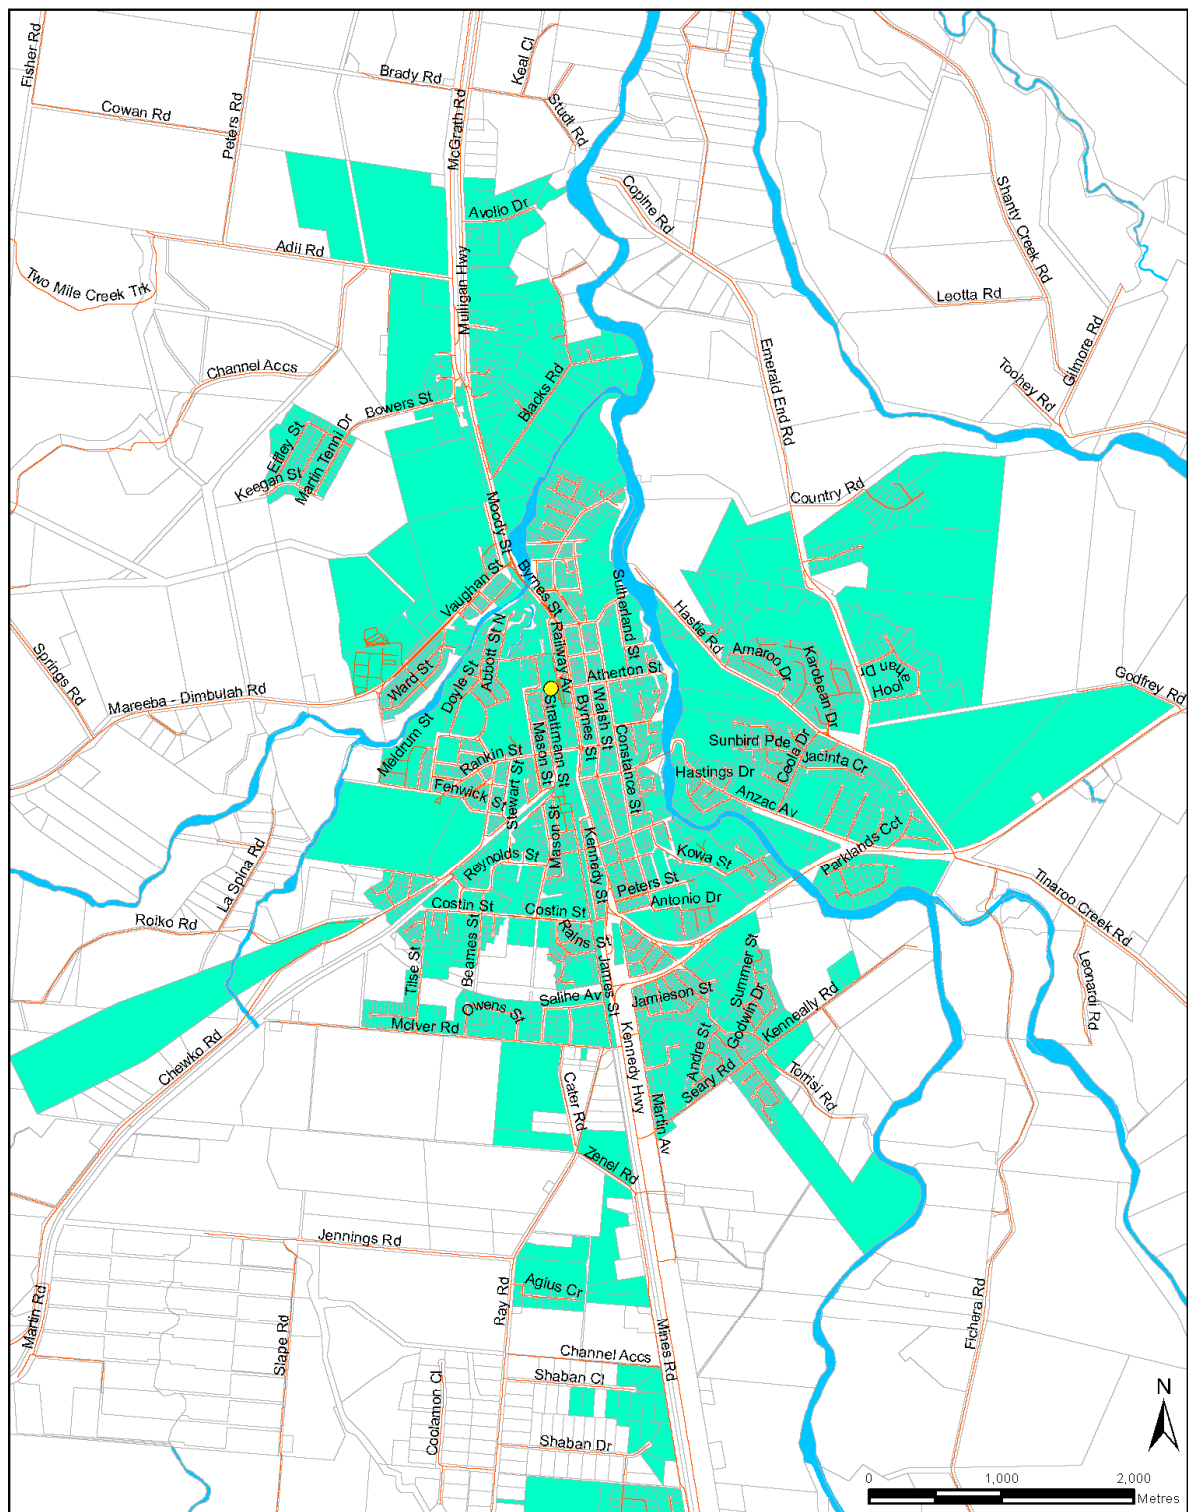 Fisher Rd
Keal Cl
Brady Rd
Cowan Rd
Peters Rd
McGrath Rd
Studt Rd
Copine Rd
Shanty Creek Rd
Avolio Dr
Adil Rd
Mulligan Hwy
Two Mile Creek Trk
Leotta Rd
Gilmore Rd
Toohey Rd
Channel Accs
Emerald End Rd
Blacks Rd
Bowers St
Effley St
Martin Tenni Dr
Keegan St
Country Rd
Moody St
Vaughan St
Byrnes St
Sutherland St
Hastie Rd
Railway Av
Abbott St N
Springs Rd
Ward St
Doyle St
Atherton St
Amaroo Dr
Karobean Dr
Hoolahan Dr
Godfrey Rd
Mareeba - Dimbulah Rd
Strattmann St
Walsh St
Byrnes St
Meldrum St
Rankin St
Mason St
Constance St
Sunbird Pde
Ceola Dr
Jacinta Cr
Hastings Dr
Anzac Av
Fenwick St
Stewart St
Mason St
Kennedy St
Kowa St
Parklands Cct
La Spina Rd
Reynolds St
Peters St
Antonio Dr
Tinaroo Creek Rd
Roiko Rd
Costin St
Costin St
Rains St
Beames St
Tilse St
James St
Summer St
Leonardi Rd
Salihe Av
Jamieson St
Owens St
Godwin Dr
Kenneally Rd
McIver Rd
Chewko Rd
Kennedy Hwy
Andre St
Seary Rd
Cater Rd
Martin Av
Tortisi Rd
Zenel Rd
Jennings Rd
Agius Cr
Ray Rd
Martin Rd
Slape Rd
Mines Rd
Fichera Rd
Channel Accs
Shaban Cl
Coolamon Cl
Shaban Dr
N
0 1,000 2,000
Metres